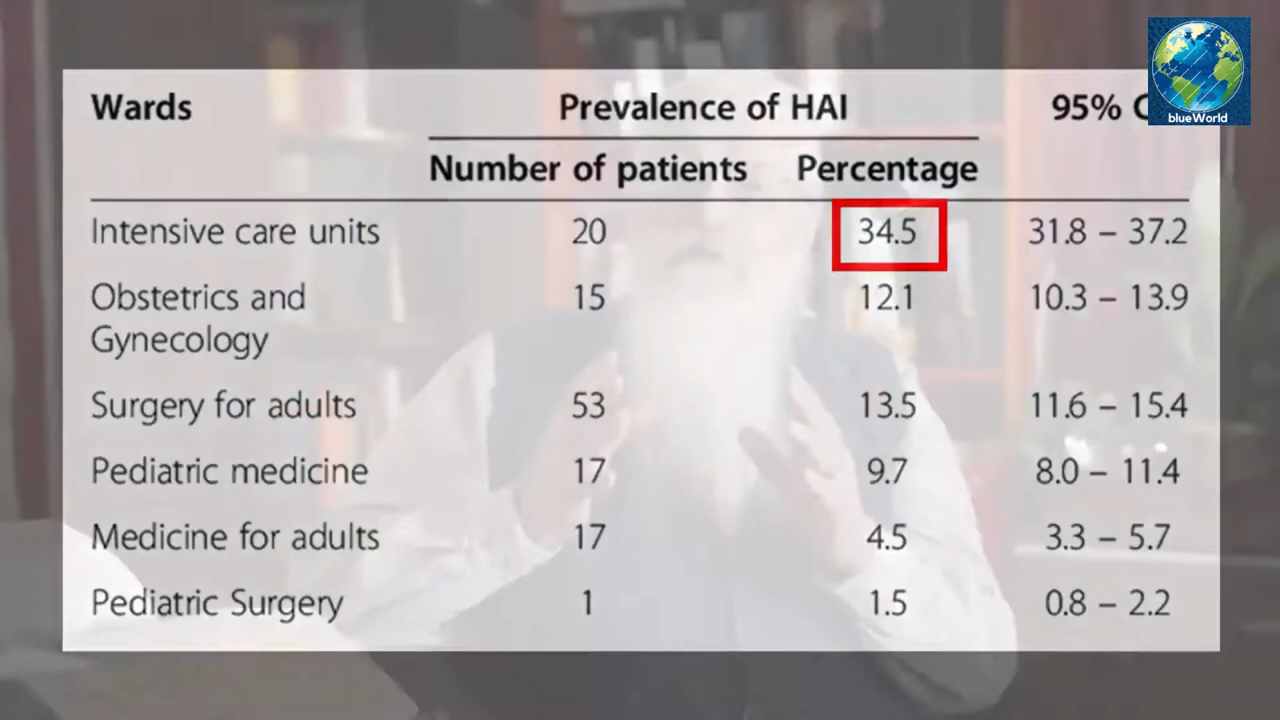 Wards Prevalence of HAI 95%
blueWorld
Number of patients Percentage
Intensive care units 20 34.5 31.8 – 37.2
Obstetrics and 15 12.1 10.3 – 13.9
Gynecology
Surgery for adults 53 13.5 11.6 – 15.4
Pediatric medicine 17 9.7 8.0 – 11.4
Medicine for adults 17 4.5 3.3 – 5.7
Pediatric Surgery 1 1.5 0.8 – 2.2